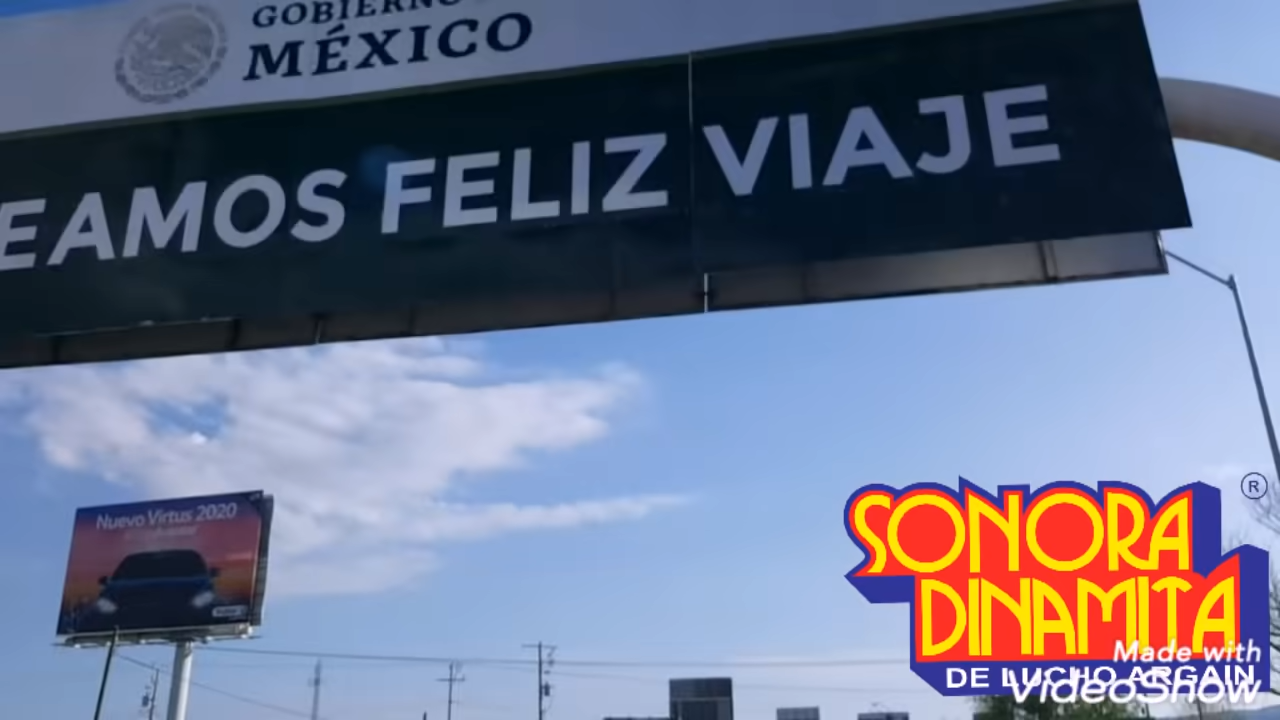 GOBIERNO
MÉXICO
EAMOS FELIZ VIAJE
Nuevo Virtus 2020
®
SONORA
DINAMITA
DE LUCHO ARGAIN
Made with
VideoShow